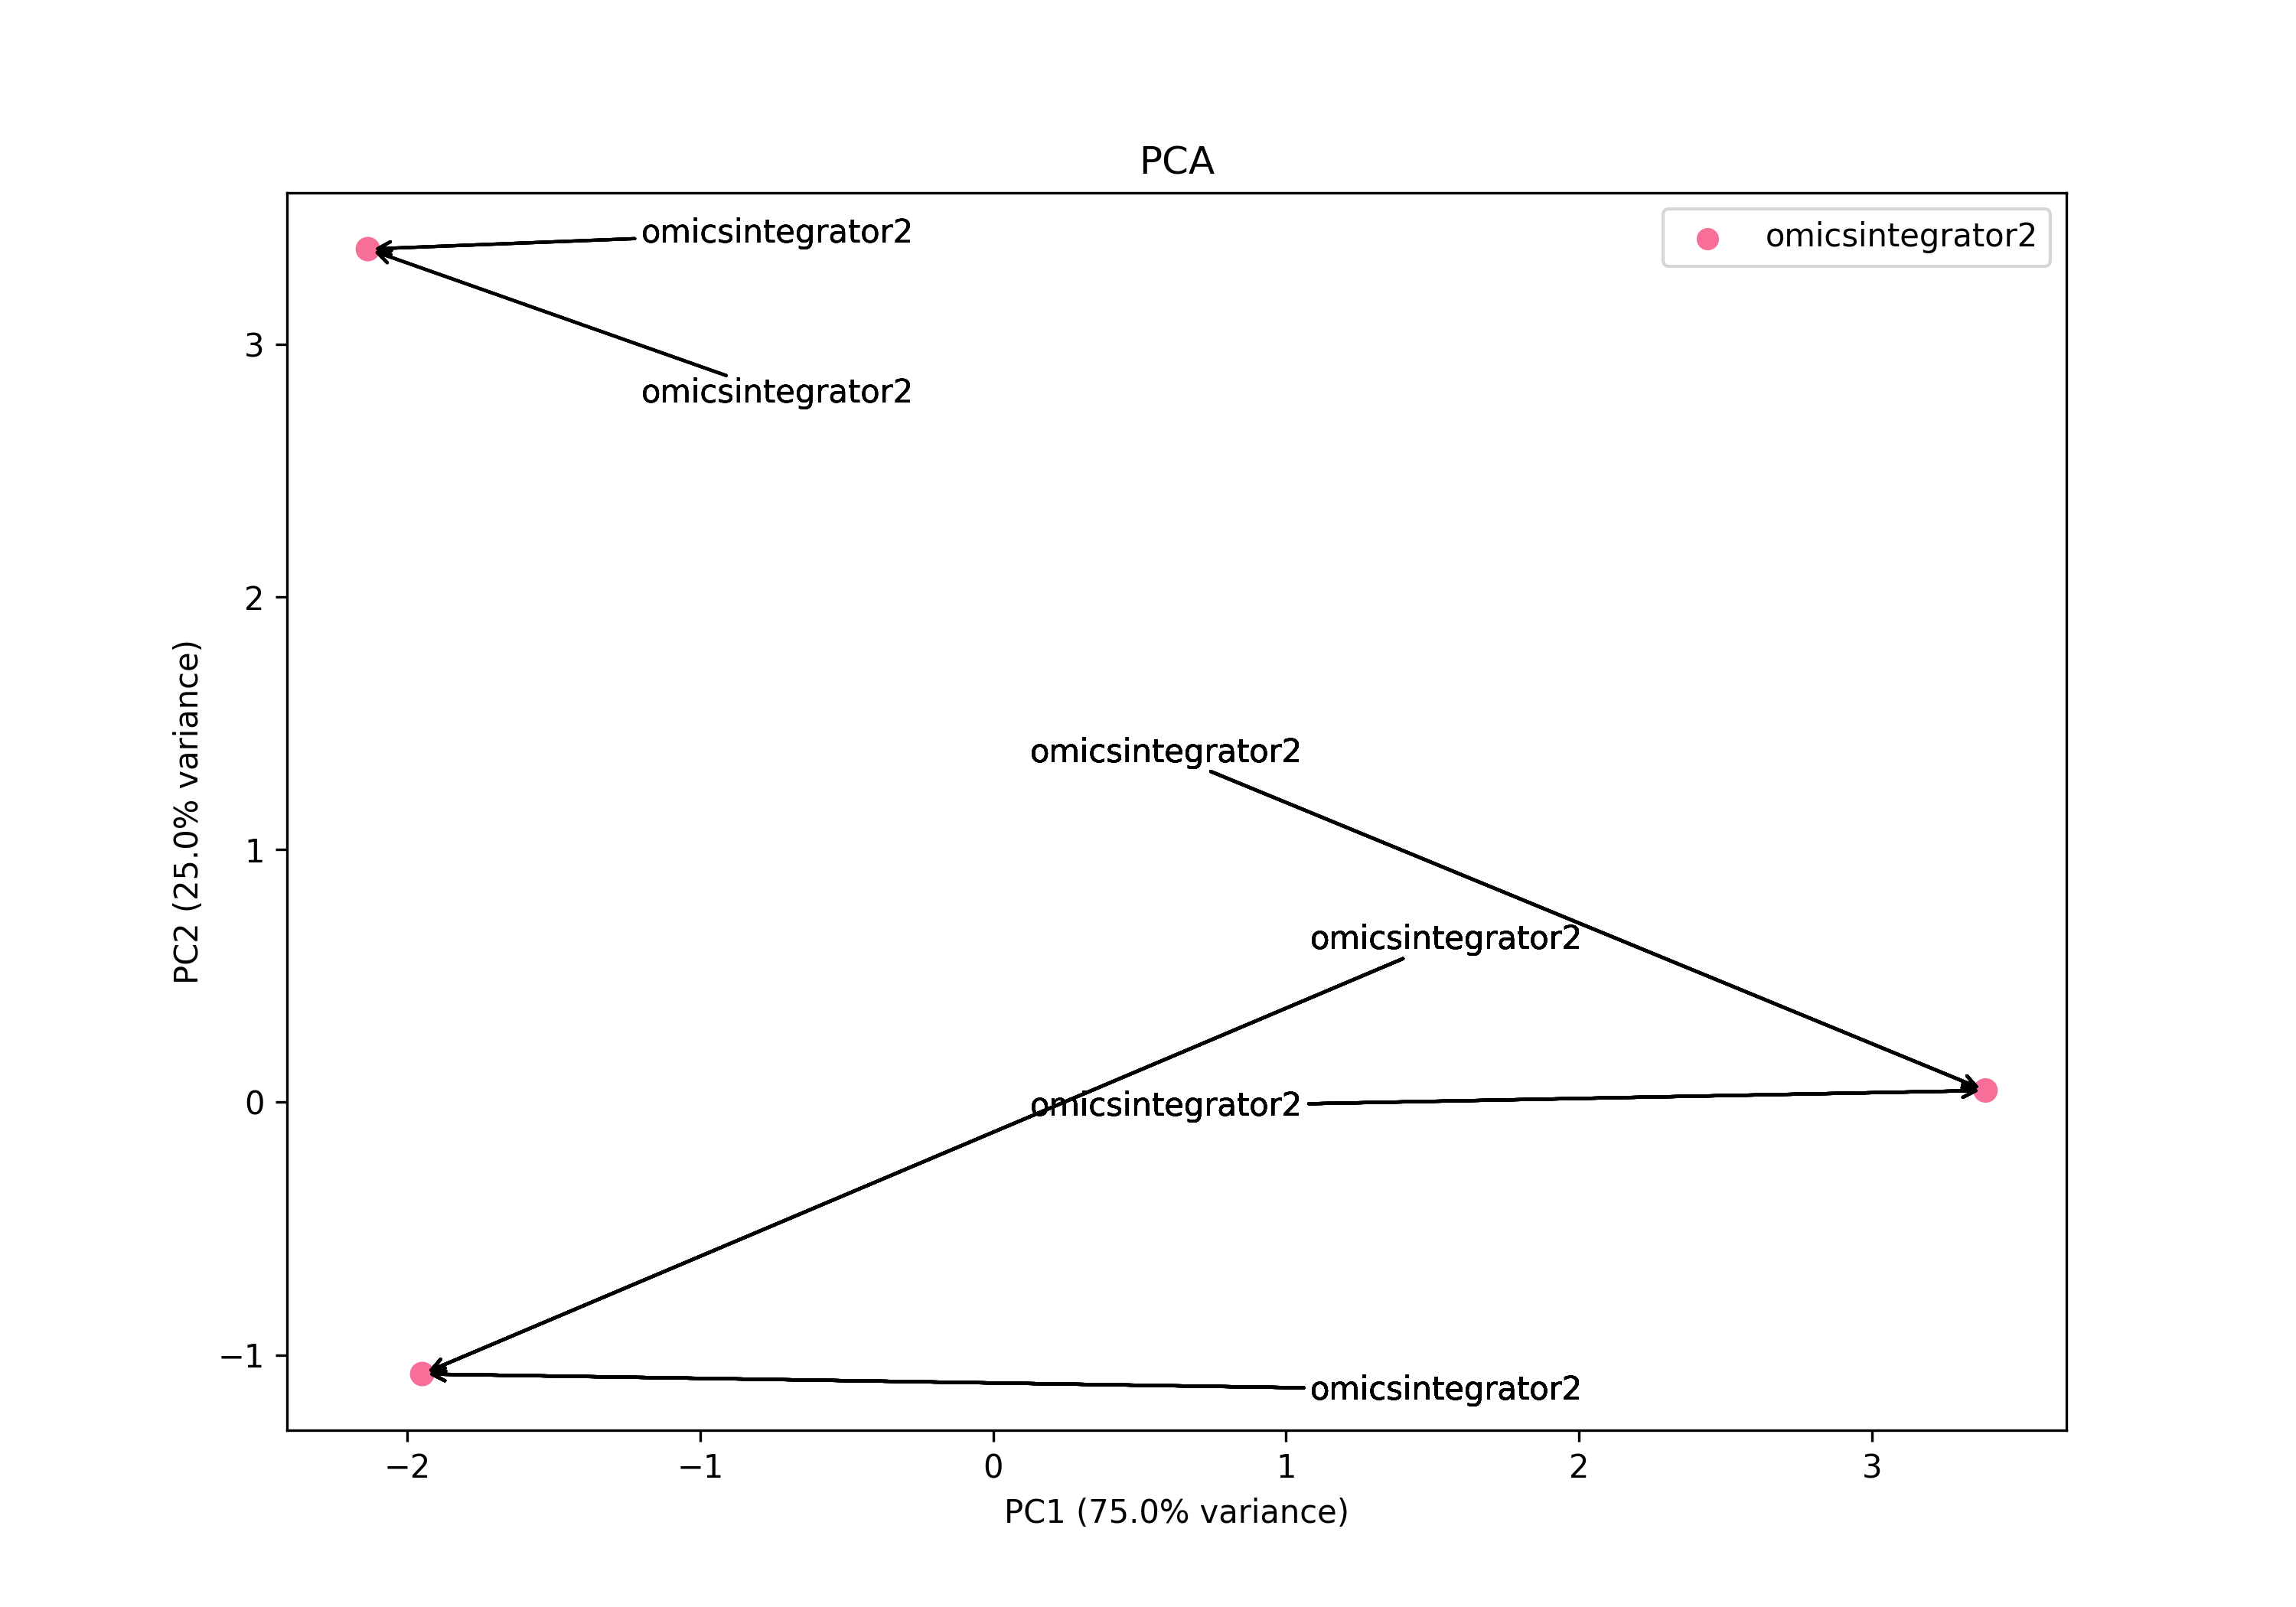 PCA
omicsintegrator2
omicsintegrator2
omicsintegrator2
omicsintegrator2
omicsintegrator2
omicsintegrator2
omicsintegrator2
3
2
1
0
−1
PC2 (25.0% variance)
−2 −1 0 1 2 3
PC1 (75.0% variance)